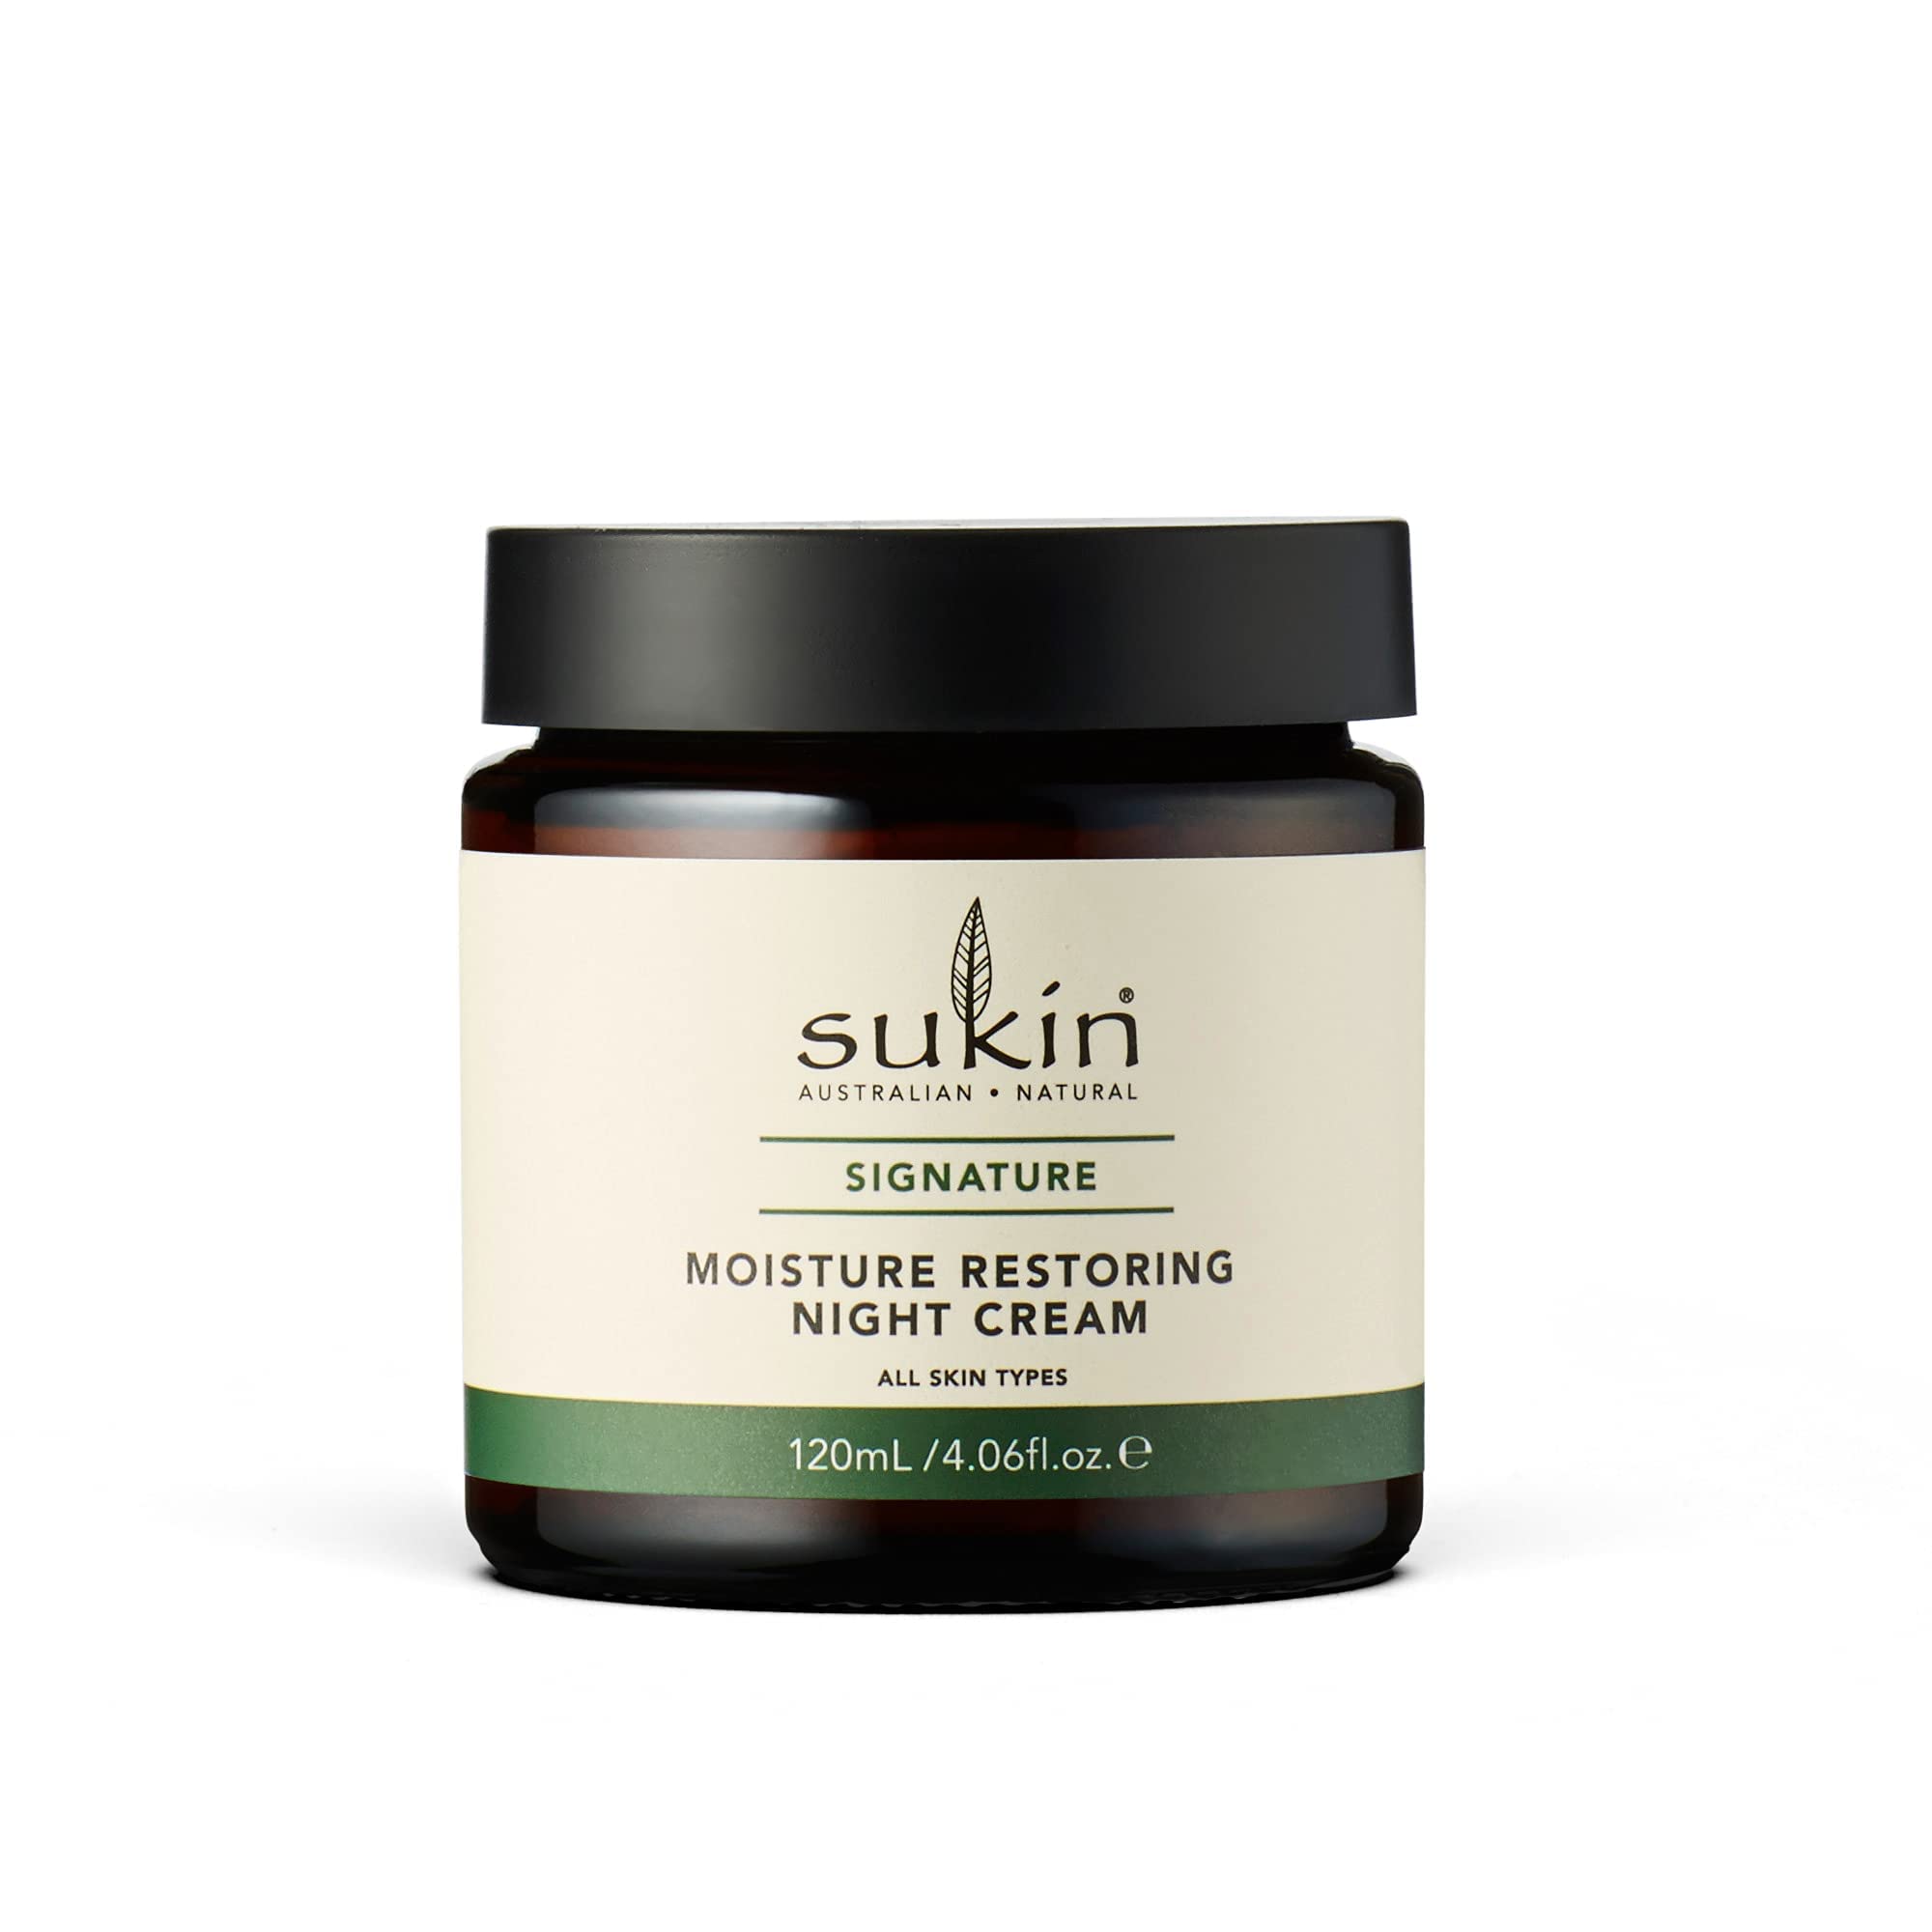 sukin®
AUSTRALIAN • NATURAL
SIGNATURE
MOISTURE RESTORING
NIGHT CREAM
ALL SKIN TYPES
120mL /4.06fl.oz.℮